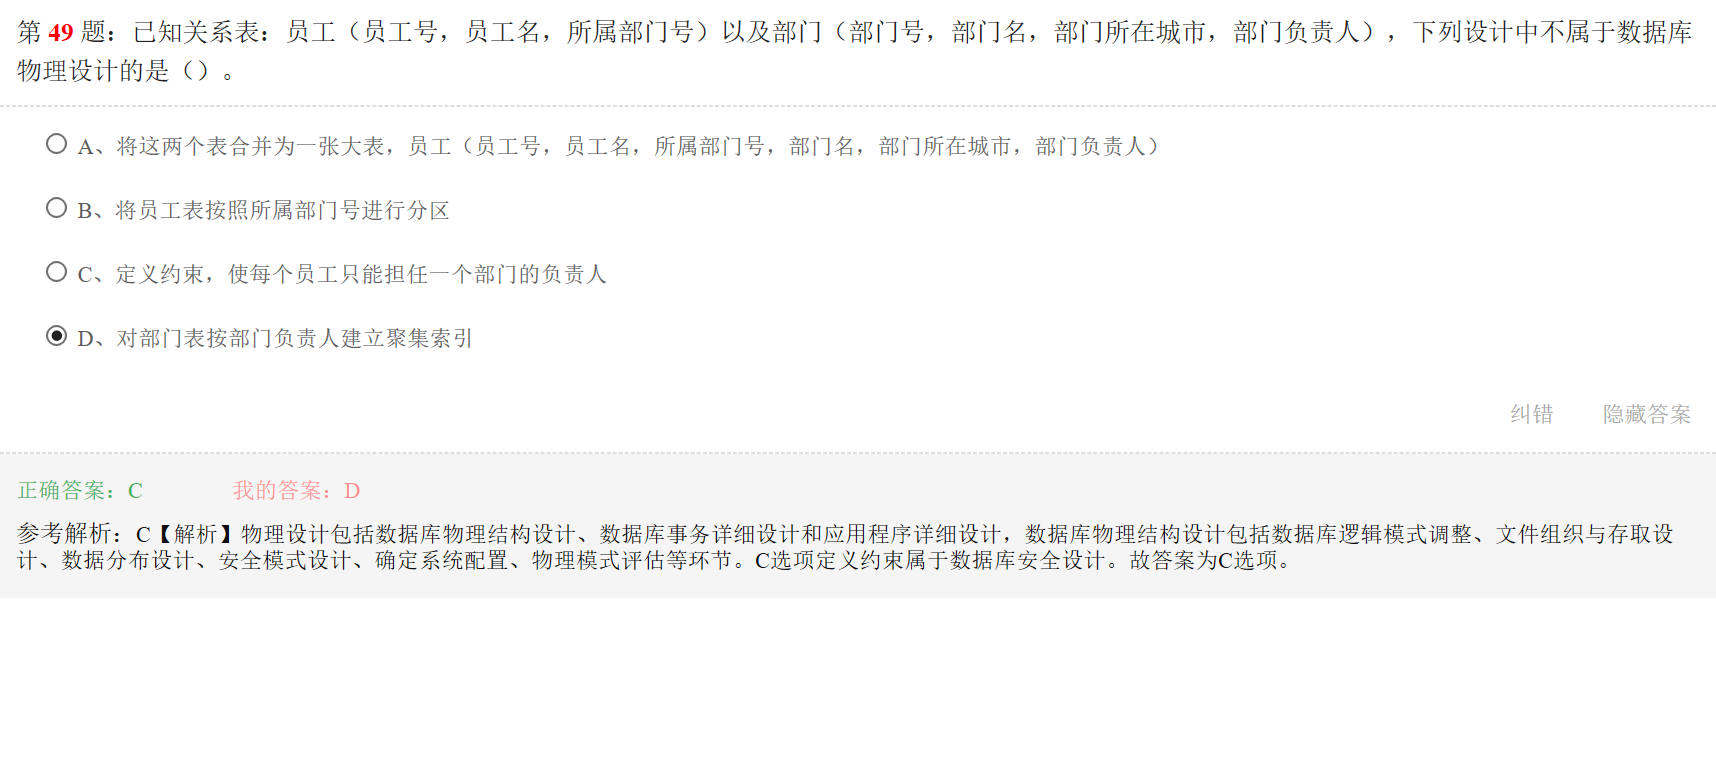 第 49 题：已知关系表：员工（员工号，员工名，所属部门号）以及部门（部门号，部门名，部门所在城市，部门负责人），下列设计中不属于数据库
物理设计的是（）。
A、将这两个表合并为一张大表，员工（员工号，员工名，所属部门号，部门名，部门所在城市，部门负责人）
B、将员工表按照所属部门号进行分区
C、定义约束，使每个员工只能担任一个部门的负责人
D、对部门表按部门负责人建立聚集索引
纠错 隐藏答案
正确答案：C 我的答案：D
参考解析：C【解析】物理设计包括数据库物理结构设计、数据库事务详细设计和应用程序详细设计，数据库物理结构设计包括数据库逻辑模式调整、文件组织与存取设
计、数据分布设计、安全模式设计、确定系统配置、物理模式评估等环节。C选项定义约束属于数据库安全设计。故答案为C选项。